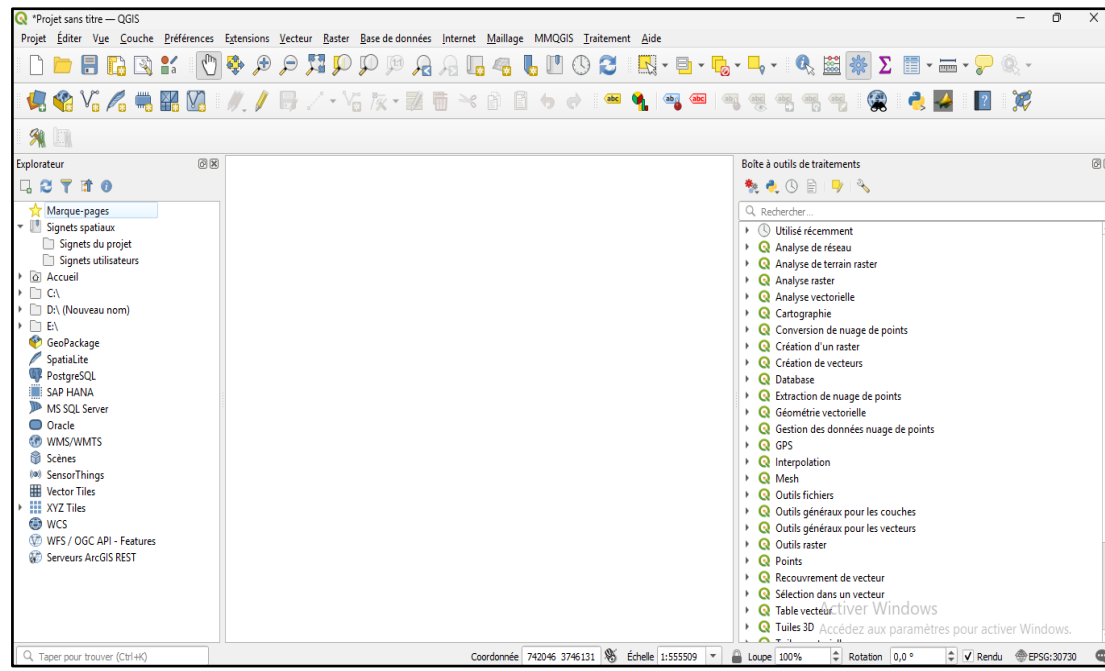 *Projet sans titre — QGIS
Projet Éditer Vue Couche Préférences Extensions Vecteur Raster Base de données Internet Maillage MMQGIS Traitement Aide
abc abc abc
Explorateur
Marque-pages
Signets spatiaux
Signets du projet
Signets utilisateurs
Accueil
C:\
D:\ (Nouveau nom)
E:\
GeoPackage
SpatiaLite
PostgreSQL
SAP HANA
MS SQL Server
Oracle
WMS/WMTS
Scènes
SensorThings
Vector Tiles
XYZ Tiles
WCS
WFS / OGC API - Features
Serveurs ArcGIS REST
Boîte à outils de traitements
Rechercher...
Utilisé récemment
Analyse de réseau
Analyse de terrain raster
Analyse raster
Analyse vectorielle
Cartographie
Conversion de nuage de points
Création d'un raster
Création de vecteurs
Database
Extraction de nuage de points
Géométrie vectorielle
Gestion des données nuage de points
GPS
Interpolation
Mesh
Outils fichiers
Outils généraux pour les couches
Outils généraux pour les vecteurs
Outils raster
Points
Recouvrement de vecteur
Sélection dans un vecteur
Table vecteur
Tuiles 3D
Activer Windows
Accédez aux paramètres pour activer Windows.
Taper pour trouver (Ctrl+K)
Coordonnée 742046 3746131 Échelle 1:555509 Loupe 100% Rotation 0,0 ° Rendu EPSG:30730